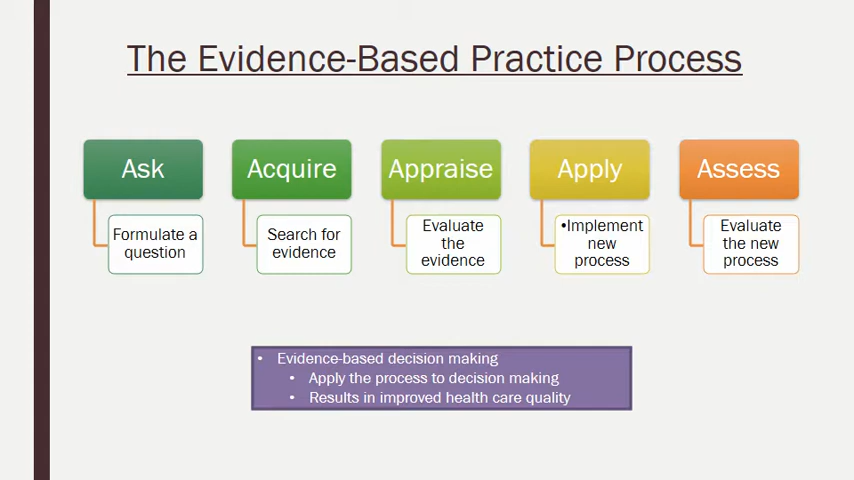 The Evidence-Based Practice Process
Ask
Acquire
Appraise
Apply
Assess
Formulate a
question
Search for
evidence
Evaluate
the
evidence
•Implement
new
process
Evaluate
the new
process
• Evidence-based decision making
• Apply the process to decision making
• Results in improved health care quality